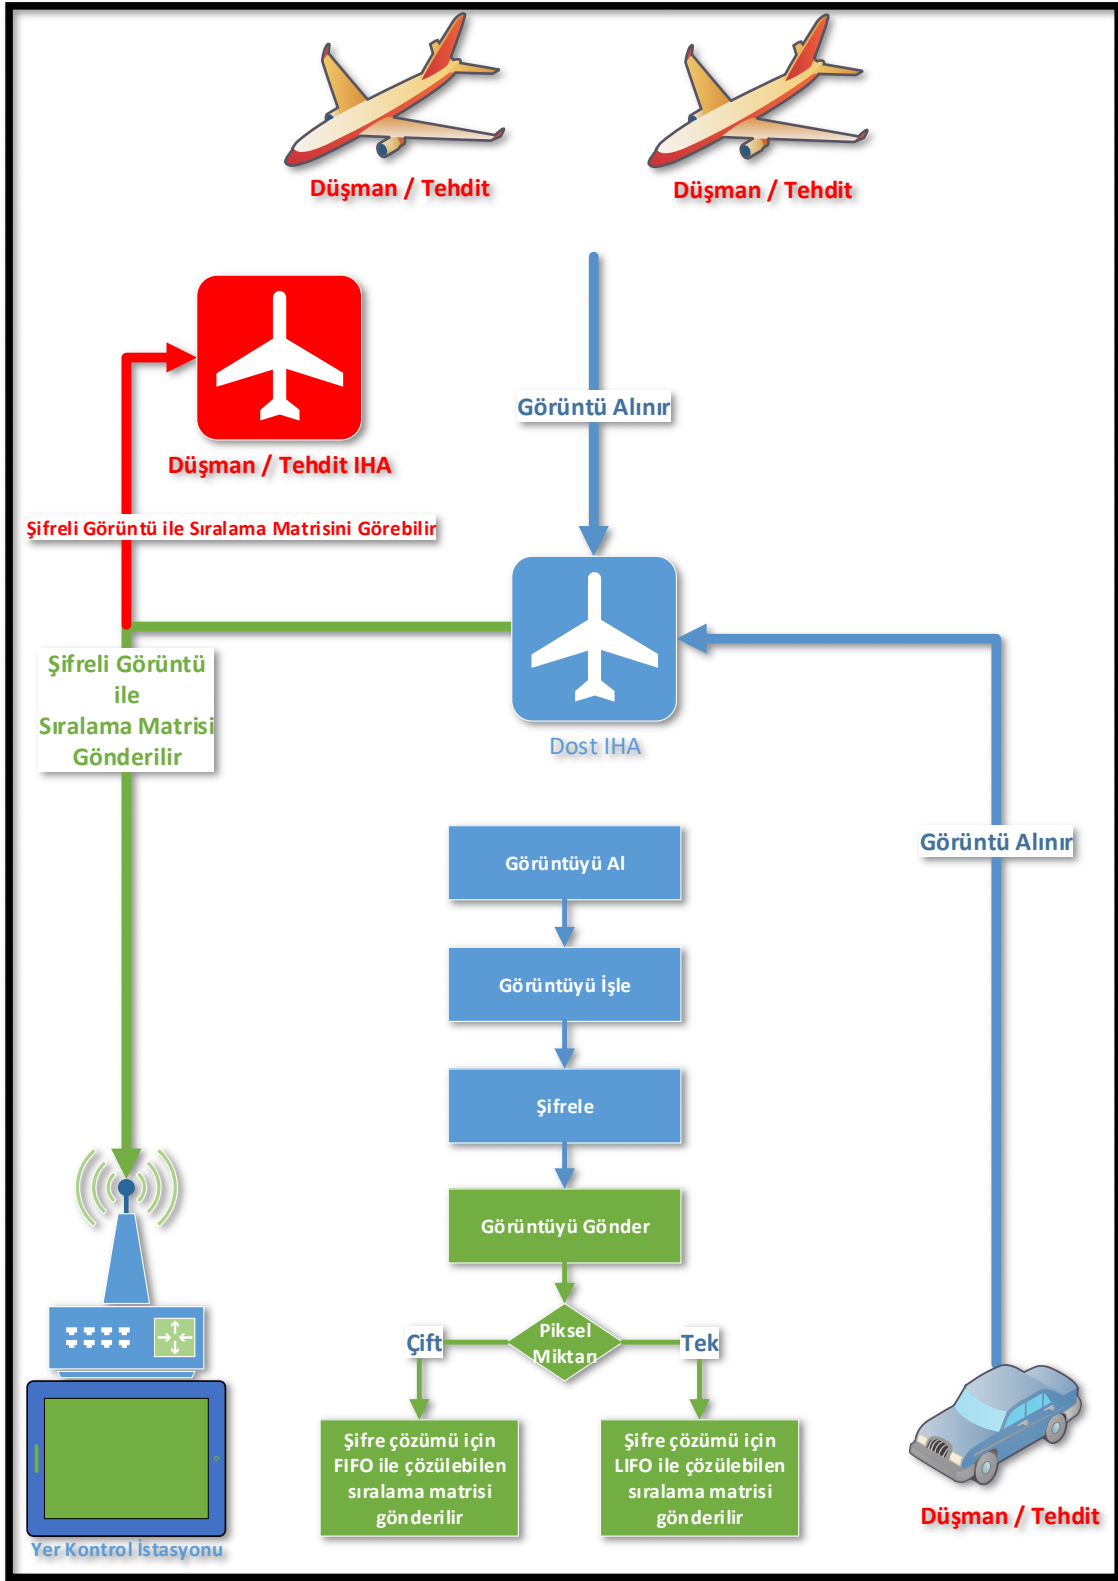 Düşman / Tehdit
Düşman / Tehdit
Görüntü Alınır
Düşman / Tehdit IHA
Şifreli Görüntü ile Sıralama Matrisini Görebilir
Şifreli Görüntü
ile
Sıralama Matrisi
Gönderilir
Dost IHA
Görüntü Alınır
Görüntüyü Al
Görüntüyü İşle
Şifrele
Görüntüyü Gönder
Piksel
Miktarı
Çift
Tek
Şifre çözümü için
FIFO ile çözülebilen
sıralama matrisi
gönderilir
Şifre çözümü için
LIFO ile çözülebilen
sıralama matrisi
gönderilir
Düşman / Tehdit
Yer Kontrol İstasyonu